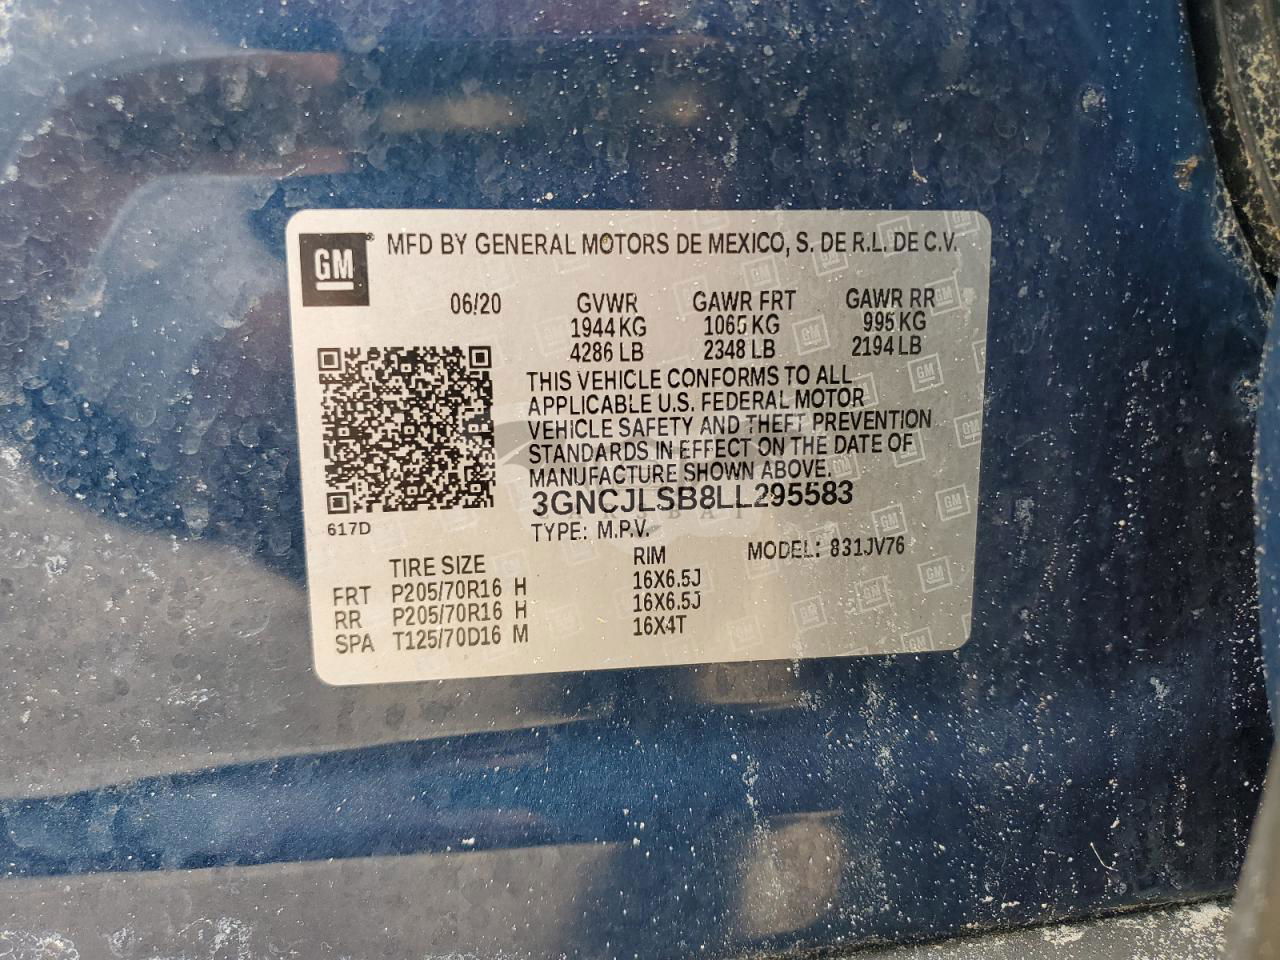 GM® MFD BY GENERAL MOTORS DE MEXICO, S. DE R.L. DE C.V.
06/20 GVWR GAWR FRT GAWR RR
1944 KG 1065 KG 995 KG
4286 LB 2348 LB 2194 LB
THIS VEHICLE CONFORMS TO ALL
APPLICABLE U.S. FEDERAL MOTOR
VEHICLE SAFETY AND THEFT PREVENTION
STANDARDS IN EFFECT ON THE DATE OF
MANUFACTURE SHOWN ABOVE.
3GNCJLSB8LL295583
617D TYPE: M.P.V. MODEL: 831JV76
TIRE SIZE RIM
FRT P205/70R16 H 16X6.5J
RR P205/70R16 H 16X6.5J
SPA T125/70D16 M 16X4T